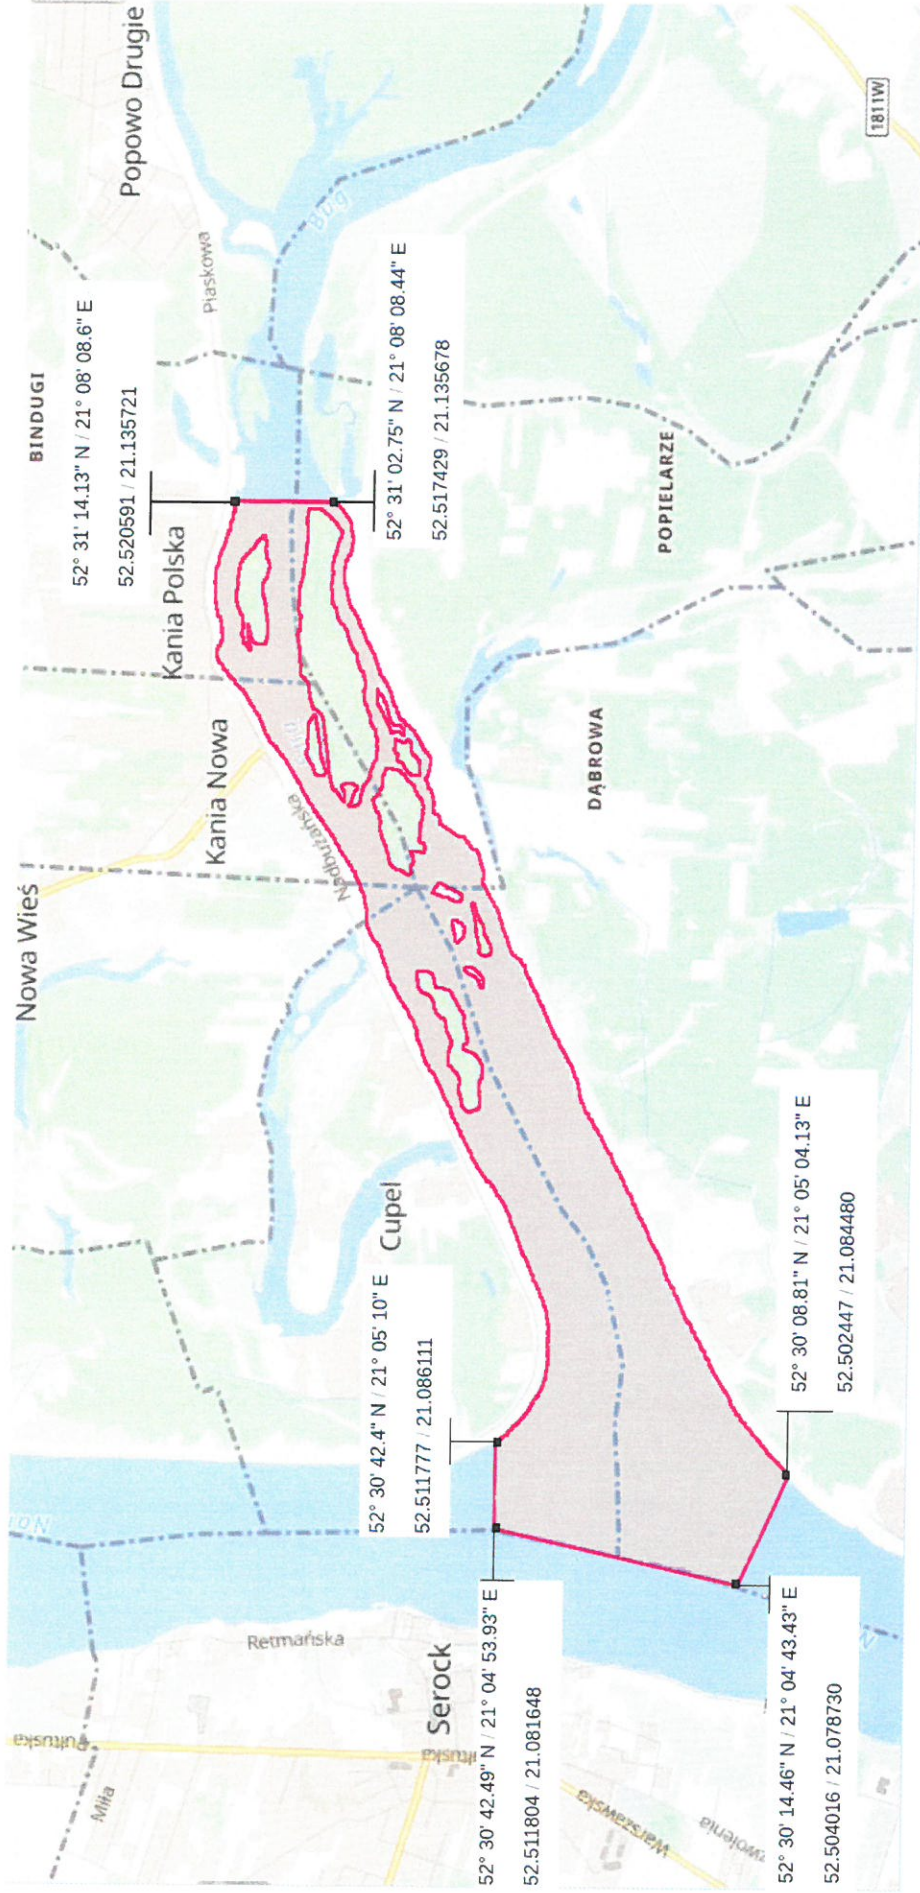 Nowa Wieś
BINDUGI
Popowo Drugie
52° 31' 14.13" N / 21° 08' 08.6" E
52.520591 / 21.135721
Kania Polska
Kania Nowa
Piaskowa
Nadbużańska
Bug
52° 31' 02.75" N / 21° 08' 08.44" E
52.517429 / 21.135678
Cupel
52° 30' 42.4" N / 21° 05' 10" E
52.511777 / 21.086111
Retmańska
Serock
Pułtuska
Miła
52° 30' 42.49" N / 21° 04' 53.93" E
52.511804 / 21.081648
Warszawska
DĄBROWA
POPIELARZE
52° 30' 08.81" N / 21° 05' 04.13" E
52.502447 / 21.084480
52° 30' 14.46" N / 21° 04' 43.43" E
52.504016 / 21.078730
1811W